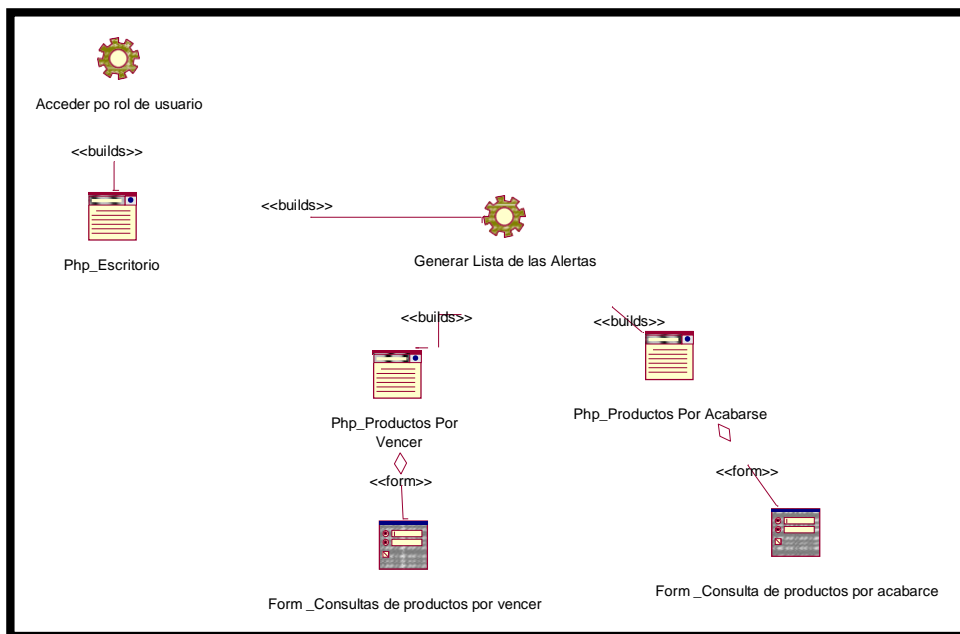 Acceder po rol de usuario
<<builds>>
Php_Escritorio
<<builds>>
Generar Lista de las Alertas
<<builds>>
<<builds>>
Php_Productos Por
Vencer
Php_Productos Por Acabarse
<<form>>
<<form>>
Form _Consultas de productos por vencer
Form _Consulta de productos por acabarce